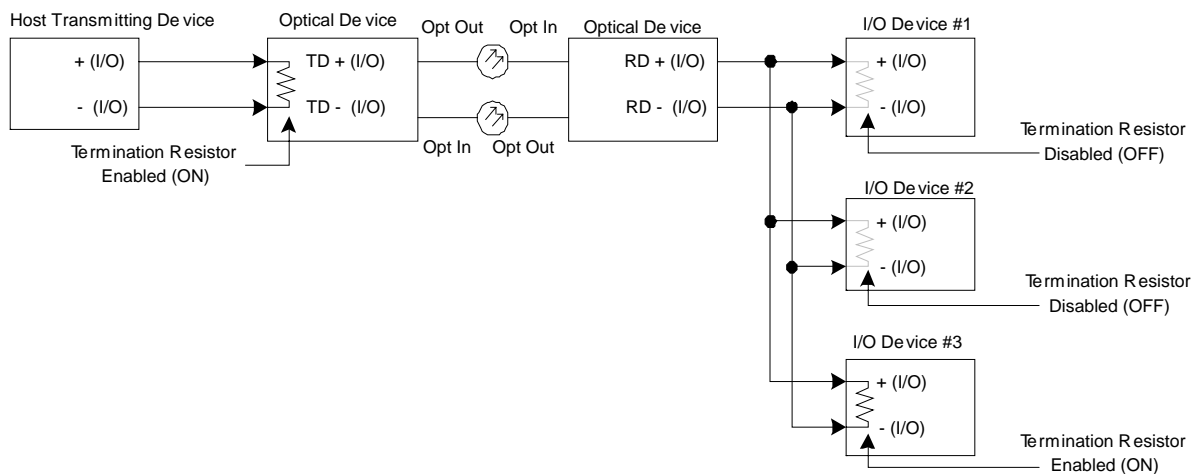 Host Transmitting Device
+ (I/O)
- (I/O)
Optical Device
TD + (I/O)
TD - (I/O)
Termination Resistor
Enabled (ON)
Opt Out
Opt In
Opt In
Opt Out
Optical Device
RD + (I/O)
RD - (I/O)
I/O Device #1
+ (I/O)
- (I/O)
Termination Resistor
Disabled (OFF)
I/O Device #2
+ (I/O)
- (I/O)
Termination Resistor
Disabled (OFF)
I/O Device #3
+ (I/O)
- (I/O)
Termination Resistor
Enabled (ON)